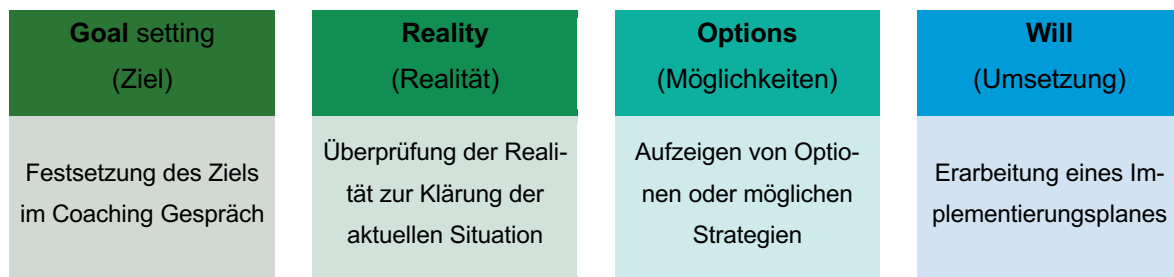 Goal setting
(Ziel)
Festsetzung des Ziels
im Coaching Gespräch
Reality
(Realität)
Überprüfung der Reali-
tät zur Klärung der
aktuellen Situation
Options
(Möglichkeiten)
Aufzeigen von Optio-
nen oder möglichen
Strategien
Will
(Umsetzung)
Erarbeitung eines Im-
plementierungsplanes